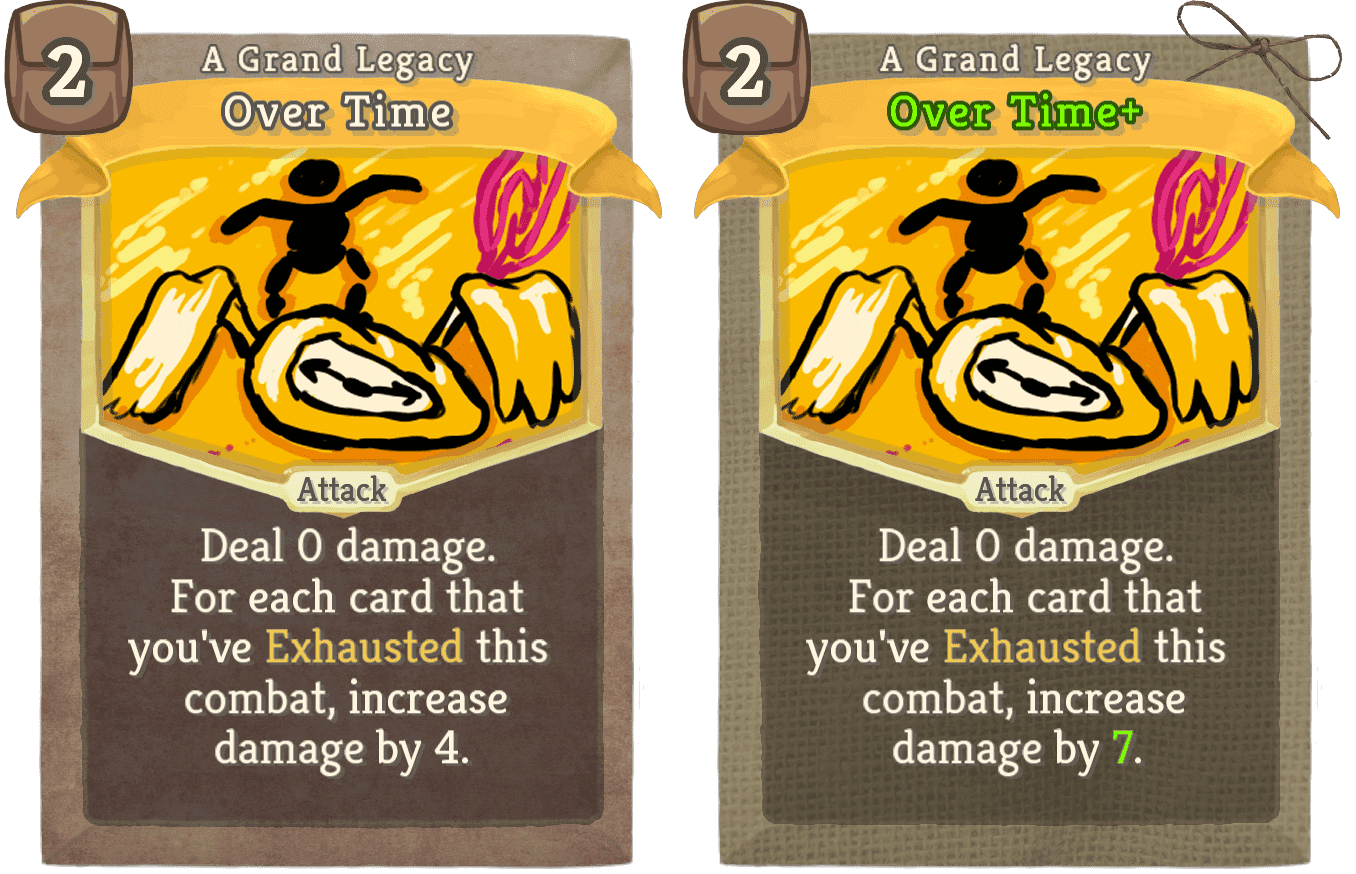 2
A Grand Legacy
Over Time
Attack
Deal 0 damage.
For each card that
you've Exhausted this
combat, increase
damage by 4.
2
A Grand Legacy
Over Time+
Attack
Deal 0 damage.
For each card that
you've Exhausted this
combat, increase
damage by 7.